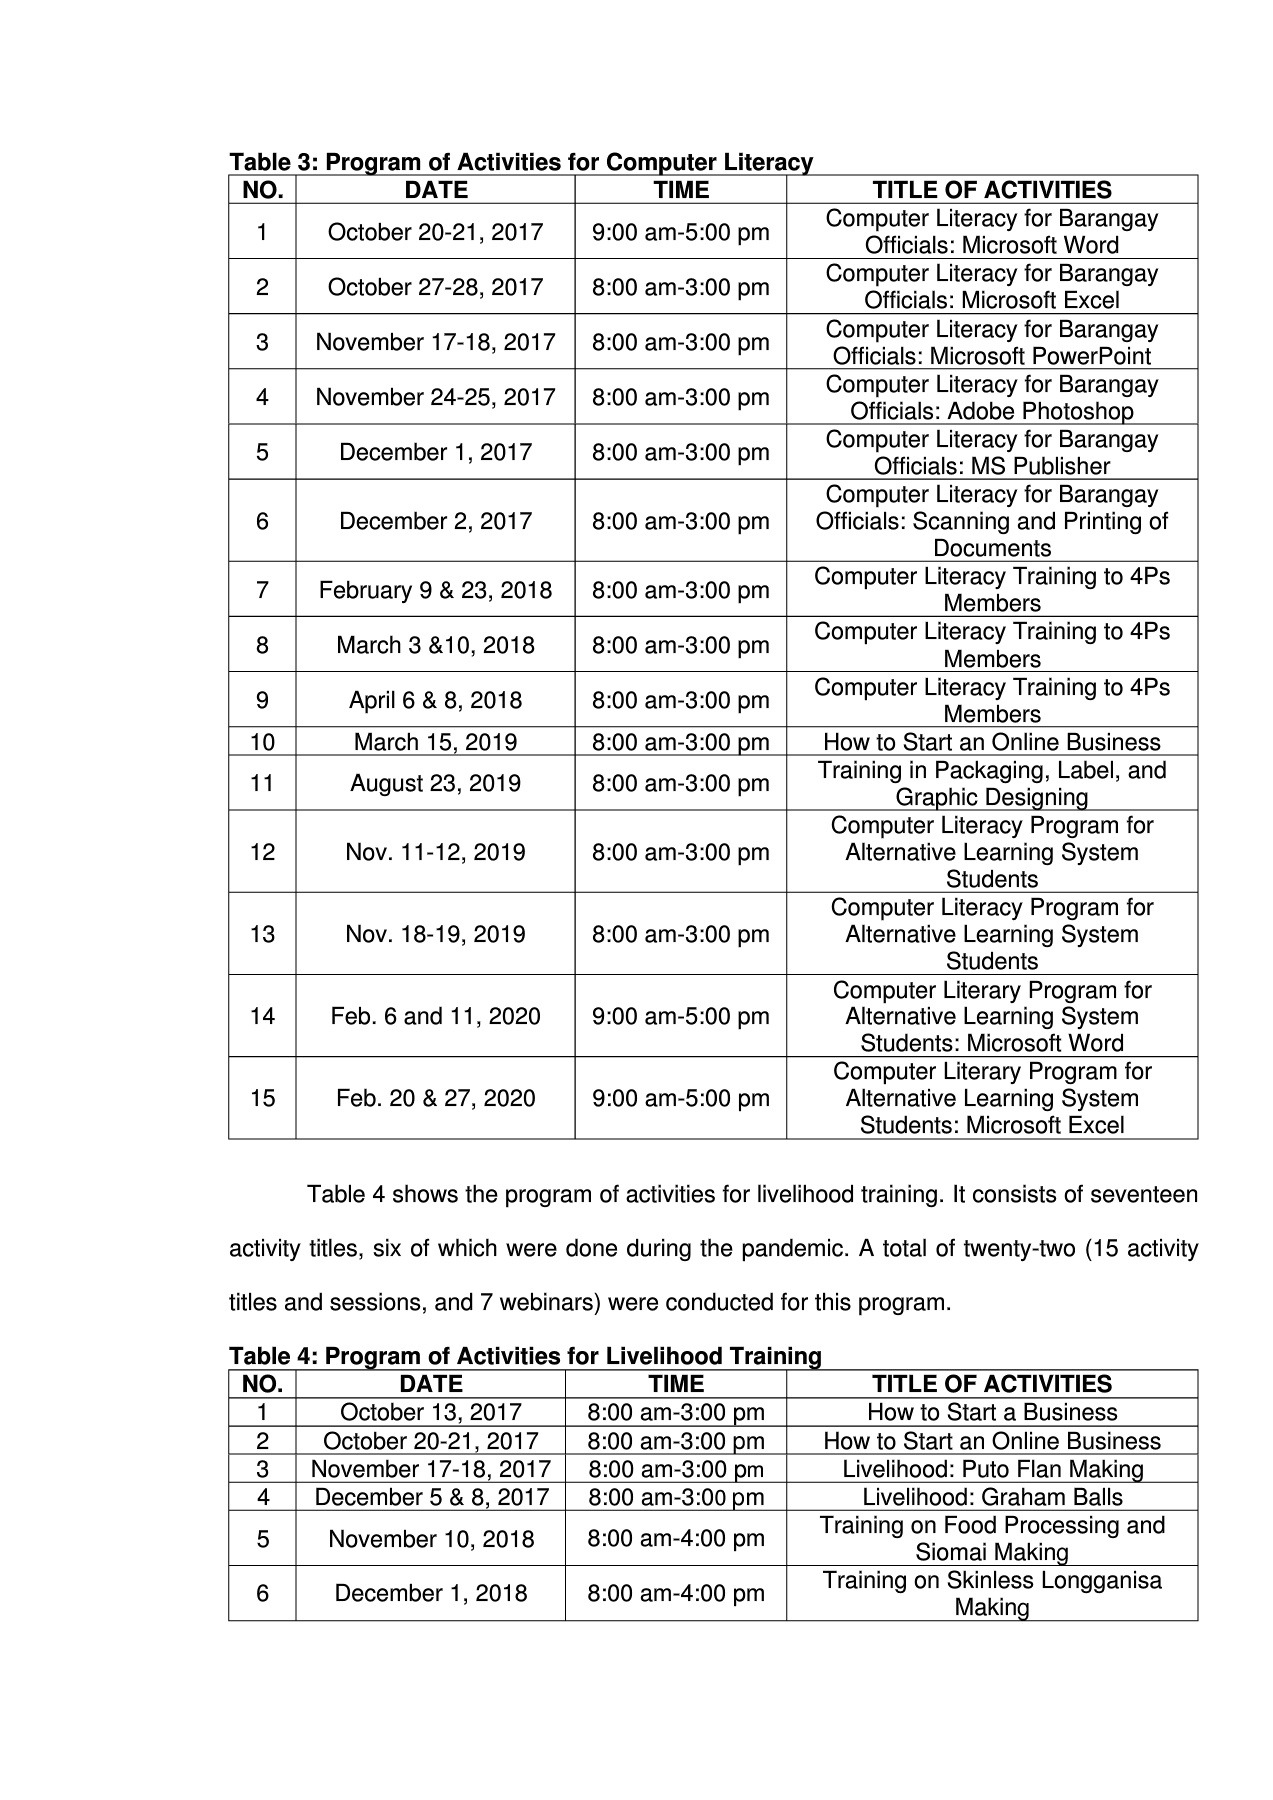 Table 3: Program of Activities for Computer Literacy
NO. DATE TIME TITLE OF ACTIVITIES
1 October 20-21, 2017 9:00 am-5:00 pm Computer Literacy for Barangay
Officials: Microsoft Word
2 October 27-28, 2017 8:00 am-3:00 pm Computer Literacy for Barangay
Officials: Microsoft Excel
3 November 17-18, 2017 8:00 am-3:00 pm Computer Literacy for Barangay
Officials: Microsoft PowerPoint
4 November 24-25, 2017 8:00 am-3:00 pm Computer Literacy for Barangay
Officials: Adobe Photoshop
5 December 1, 2017 8:00 am-3:00 pm Computer Literacy for Barangay
Officials: MS Publisher
6 December 2, 2017 8:00 am-3:00 pm Computer Literacy for Barangay
Officials: Scanning and Printing of
Documents
7 February 9 & 23, 2018 8:00 am-3:00 pm Computer Literacy Training to 4Ps
Members
8 March 3 &10, 2018 8:00 am-3:00 pm Computer Literacy Training to 4Ps
Members
9 April 6 & 8, 2018 8:00 am-3:00 pm Computer Literacy Training to 4Ps
Members
10 March 15, 2019 8:00 am-3:00 pm How to Start an Online Business
11 August 23, 2019 8:00 am-3:00 pm Training in Packaging, Label, and
Graphic Designing
12 Nov. 11-12, 2019 8:00 am-3:00 pm Computer Literacy Program for
Alternative Learning System
Students
13 Nov. 18-19, 2019 8:00 am-3:00 pm Computer Literacy Program for
Alternative Learning System
Students
14 Feb. 6 and 11, 2020 9:00 am-5:00 pm Computer Literary Program for
Alternative Learning System
Students: Microsoft Word
15 Feb. 20 & 27, 2020 9:00 am-5:00 pm Computer Literary Program for
Alternative Learning System
Students: Microsoft Excel
Table 4 shows the program of activities for livelihood training. It consists of seventeen
activity titles, six of which were done during the pandemic. A total of twenty-two (15 activity
titles and sessions, and 7 webinars) were conducted for this program.
Table 4: Program of Activities for Livelihood Training
NO. DATE TIME TITLE OF ACTIVITIES
1 October 13, 2017 8:00 am-3:00 pm How to Start a Business
2 October 20-21, 2017 8:00 am-3:00 pm How to Start an Online Business
3 November 17-18, 2017 8:00 am-3:00 pm Livelihood: Puto Flan Making
4 December 5 & 8, 2017 8:00 am-3:00 pm Livelihood: Graham Balls
5 November 10, 2018 8:00 am-4:00 pm Training on Food Processing and
Siomai Making
6 December 1, 2018 8:00 am-4:00 pm Training on Skinless Longganisa
Making